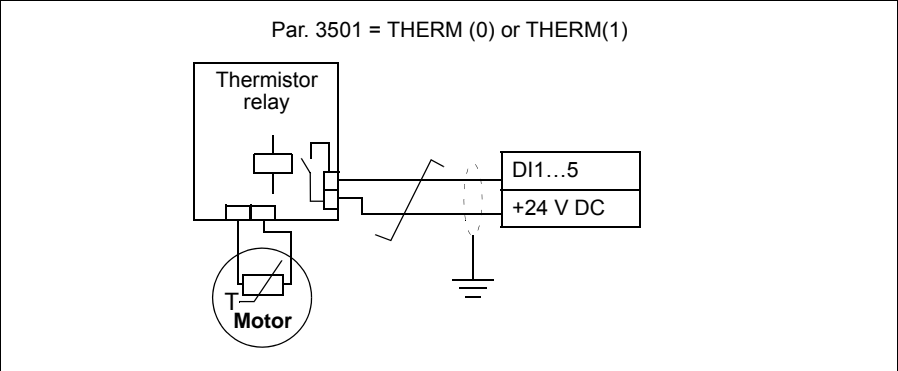 Par. 3501 = THERM (0) or THERM(1)
Thermistor
relay
DI1…5
+24 V DC
T
Motor